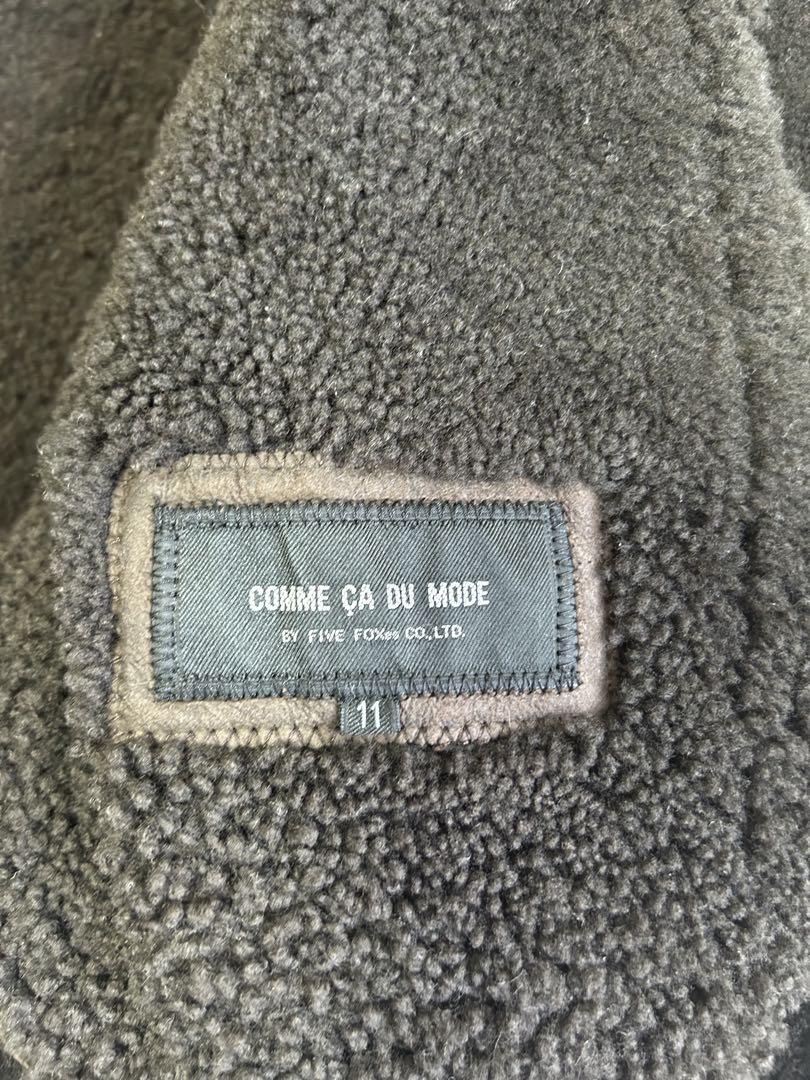 COMME ÇA DU MODE
BY FIVE FOXes CO.,LTD.
11